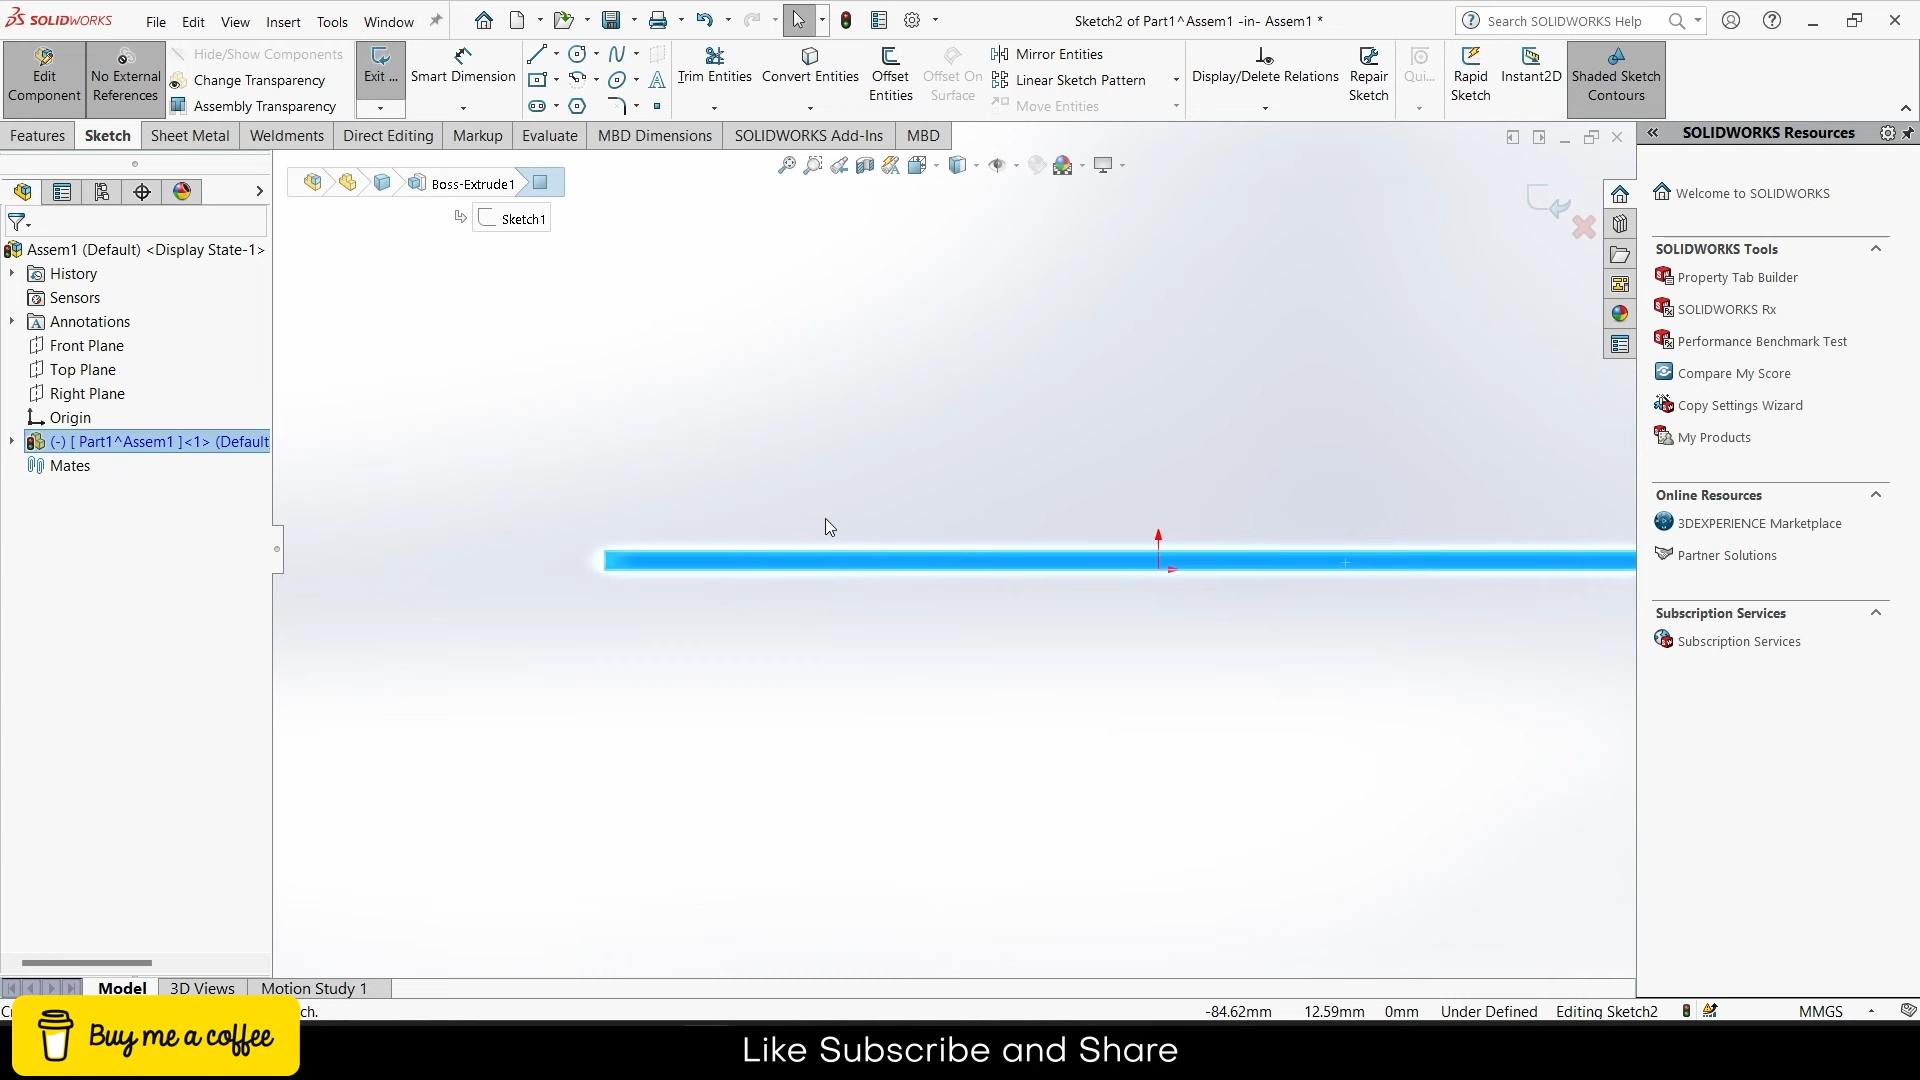 SOLIDWORKS
File
Edit
View
Insert
Tools
Window
Sketch2 of Part1^Assem1 -in- Assem1 *
Search SOLIDWORKS Help
Edit Component
No External References
Hide/Show Components
Change Transparency
Assembly Transparency
Exit ...
Smart Dimension
Trim Entities
Convert Entities
Offset Entities
Offset On Surface
Mirror Entities
Linear Sketch Pattern
Move Entities
Display/Delete Relations
Repair Sketch
Qui...
Rapid Sketch
Instant2D
Shaded Sketch Contours
Features
Sketch
Sheet Metal
Weldments
Direct Editing
Markup
Evaluate
MBD Dimensions
SOLIDWORKS Add-Ins
MBD
Boss-Extrude1
Sketch1
Assem1 (Default) <Display State-1>
History
Sensors
Annotations
Front Plane
Top Plane
Right Plane
Origin
(-) [ Part1^Assem1 ]<1> (Default
Mates
SOLIDWORKS Resources
Welcome to SOLIDWORKS
SOLIDWORKS Tools
Property Tab Builder
SOLIDWORKS Rx
Performance Benchmark Test
Compare My Score
Copy Settings Wizard
My Products
Online Resources
3DEXPERIENCE Marketplace
Partner Solutions
Subscription Services
Subscription Services
Model
3D Views
Motion Study 1
ch.
-84.62mm
12.59mm
0mm
Under Defined
Editing Sketch2
MMGS
Buy me a coffee
Like Subscribe and Share